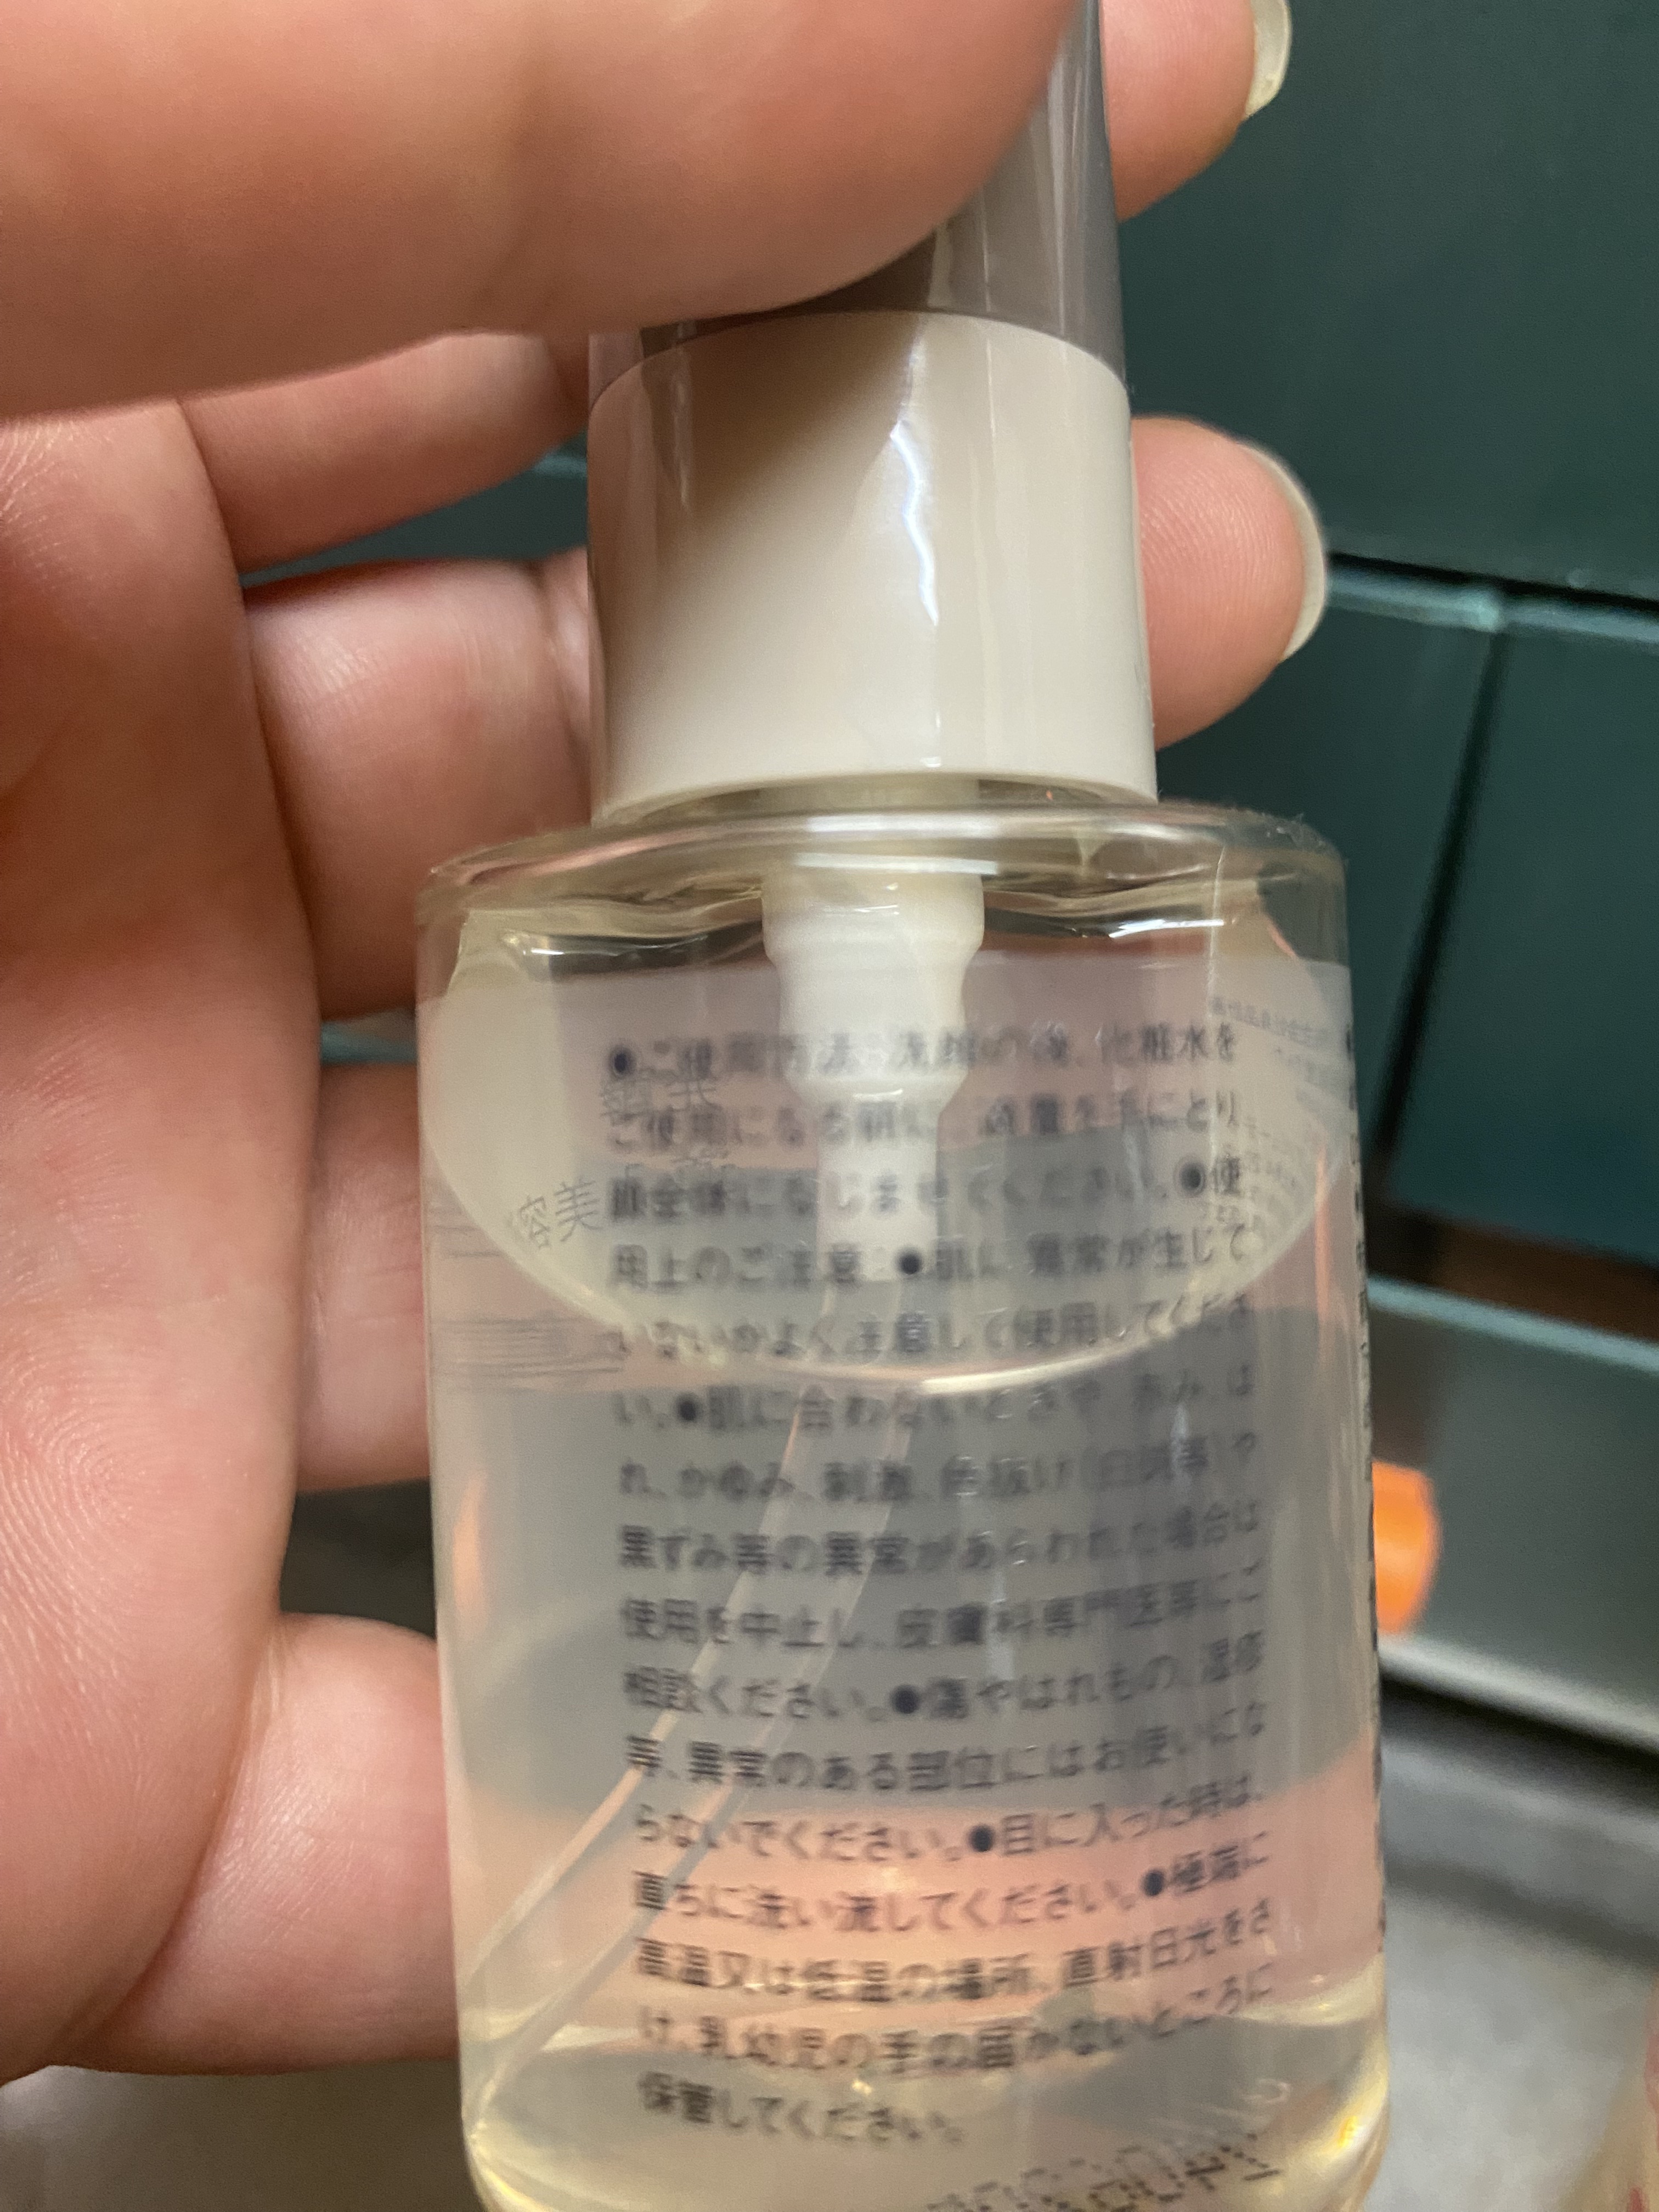 ●ご使用方法:洗顔の後、化粧水を
ご使用になる前に、適量を手にとり
顔全体になじませてください。●使
用上のご注意:●肌に異常が生じて
いないかよく注意して使用してくださ
い。●肌に合わないときや、赤み、は
れ、かゆみ、刺激、色抜け(白斑等)や
黒ずみ等の異常があらわれた場合は
使用を中止し、皮膚科専門医等にご
相談ください。●傷やはれもの、湿疹
等、異常のある部位にはお使いにな
らないでください。●目に入った時は、
直ちに洗い流してください。●極端に
高温又は低温の場所、直射日光をさ
け、乳幼児の手の届かないところに
保管してください。
溶美